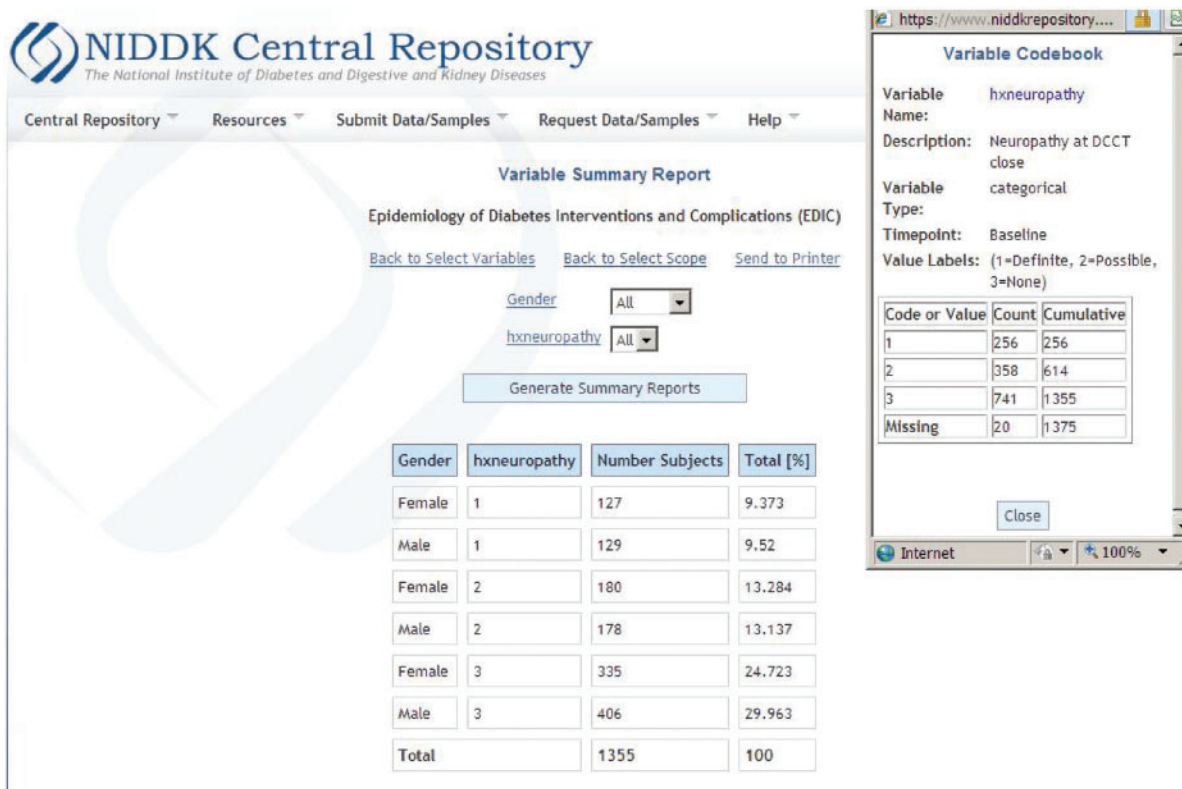 NIDDK Central Repository
The National Institute of Diabetes and Digestive and Kidney Diseases
Central Repository Resources Submit Data/Samples Request Data/Samples Help
Variable Summary Report
Epidemiology of Diabetes Interventions and Complications (EDIC)
Back to Select Variables Back to Select Scope Send to Printer
Gender All
hxneuropathy All
Generate Summary Reports
Gender hxneuropathy Number Subjects Total [%]
Female 1 127 9.373
Male 1 129 9.52
Female 2 180 13.284
Male 2 178 13.137
Female 3 335 24.723
Male 3 406 29.963
Total 1355 100
https://www.niddkrepository....
Variable Codebook
Variable hxneuropathy
Name:
Description: Neuropathy at DCCT
close
Variable categorical
Type:
Timepoint: Baseline
Value Labels: (1=Definite, 2=Possible,
3=None)
Code or Value Count Cumulative
1 256 256
2 358 614
3 741 1355
Missing 20 1375
Close
Internet 100%